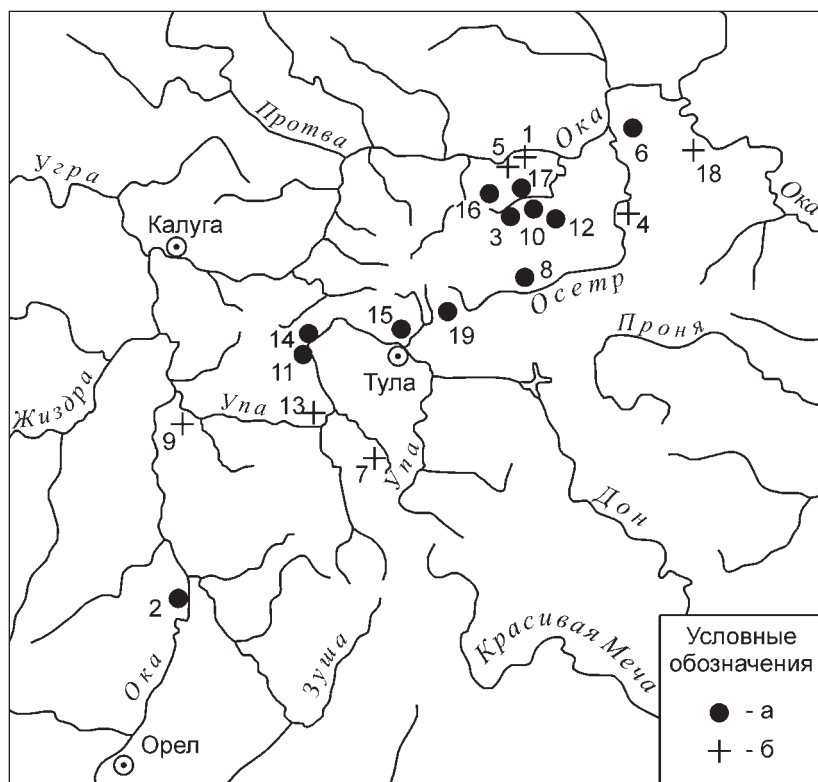 Протва
Ока
1
5
6
18
Угра
17
16
Ока
4
Калуга
3
10
12
8
Осетр
15
19
Проня
14
11
Тула
Жиздра
Упа
13
9
7
Упа
Дон
2
Красивая Меча
Зуша
Ока
Орел
Условные
обозначения
- а
- б